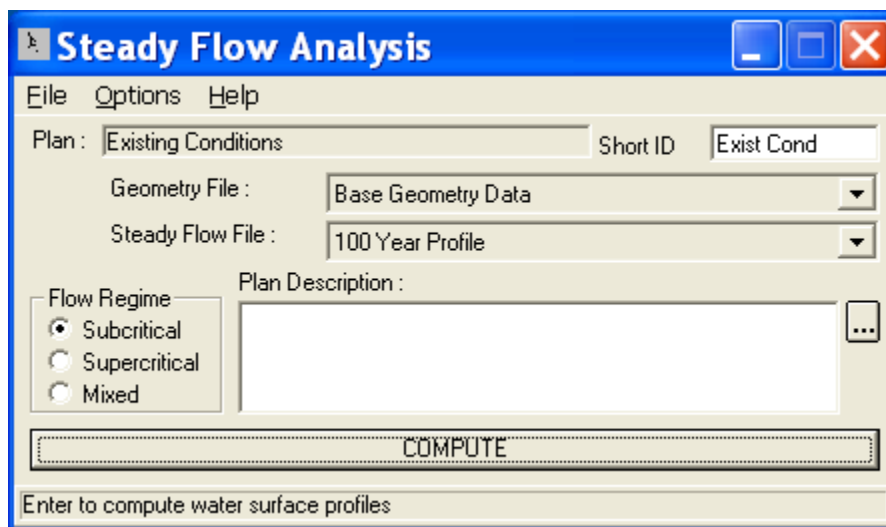 Steady Flow Analysis
File Options Help
Plan : Existing Conditions Short ID Exist Cond
Geometry File : Base Geometry Data
Steady Flow File : 100 Year Profile
Plan Description :
Flow Regime
Subcritical
Supercritical
Mixed
...
COMPUTE
Enter to compute water surface profiles